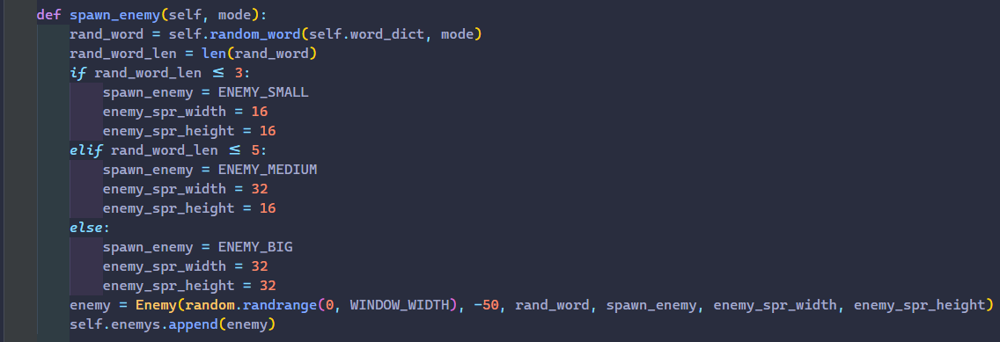 def spawn_enemy(self, mode):
    rand_word = self.random_word(self.word_dict, mode)
    rand_word_len = len(rand_word)
    if rand_word_len ≤ 3:
        spawn_enemy = ENEMY_SMALL
        enemy_spr_width = 16
        enemy_spr_height = 16
    elif rand_word_len ≤ 5:
        spawn_enemy = ENEMY_MEDIUM
        enemy_spr_width = 32
        enemy_spr_height = 16
    else:
        spawn_enemy = ENEMY_BIG
        enemy_spr_width = 32
        enemy_spr_height = 32
    enemy = Enemy(random.randrange(0, WINDOW_WIDTH), -50, rand_word, spawn_enemy, enemy_spr_width, enemy_spr_height)
    self.enemys.append(enemy)